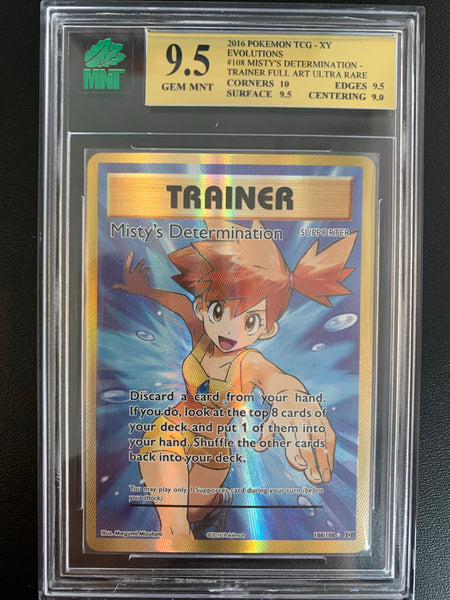 MNT
9.5
GEM MNT
2016 POKEMON TCG - XY
EVOLUTIONS
#108 MISTY'S DETERMINATION -
TRAINER FULL ART ULTRA RARE
CORNERS 10 EDGES 9.5
SURFACE 9.5 CENTERING 9.0
TRAINER
Misty's Determination SUPPORTER
Discard a card from your hand.
If you do, look at the top 8 cards of
your deck and put 1 of them into
your hand. Shuffle the other cards
back into your deck.
You may play only 1 Supporter card during your turn (before
your attack).
Illus. Megumi Mizutani ©2016 Pokémon 108/108 ★